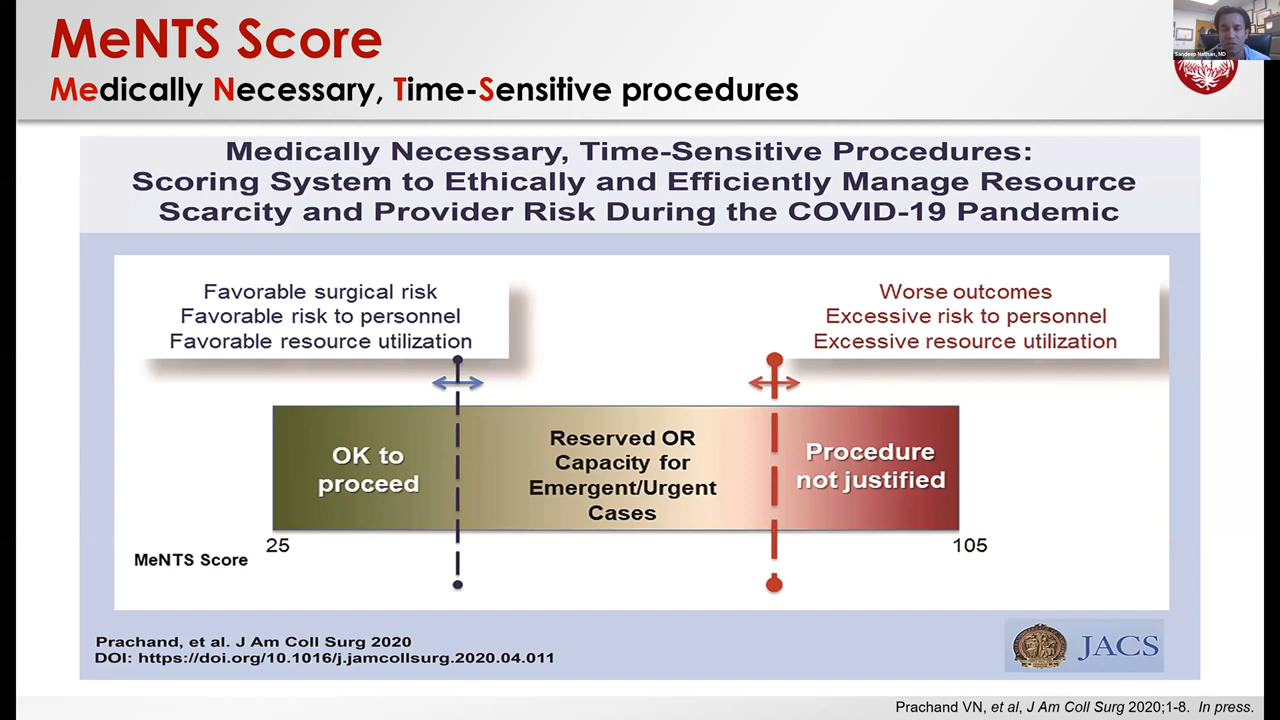 MeNTS Score
Medically Necessary, Time-Sensitive procedures
Sandeep Nathan, MD
Medically Necessary, Time-Sensitive Procedures:
Scoring System to Ethically and Efficiently Manage Resource
Scarcity and Provider Risk During the COVID-19 Pandemic
Favorable surgical risk
Favorable risk to personnel
Favorable resource utilization
Worse outcomes
Excessive risk to personnel
Excessive resource utilization
OK to
proceed
Reserved OR
Capacity for
Emergent/Urgent
Cases
Procedure
not justified
25
105
MeNTS Score
Prachand, et al. J Am Coll Surg 2020
DOI: https://doi.org/10.1016/j.jamcollsurg.2020.04.011
JACS
Prachand VN, et al, J Am Coll Surg 2020;1-8. In press.